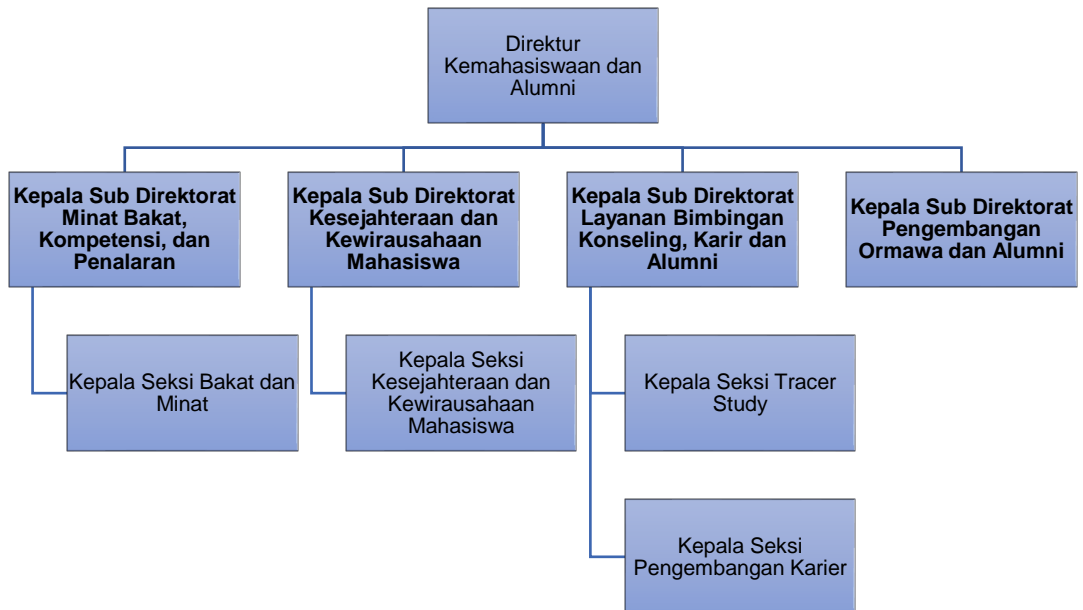 Direktur
Kemahasiswaan dan
Alumni
Kepala Sub Direktorat
Minat Bakat,
Kompetensi, dan
Penalaran
Kepala Sub Direktorat
Kesejahteraan dan
Kewirausahaan
Mahasiswa
Kepala Sub Direktorat
Layanan Bimbingan
Konseling, Karir dan
Alumni
Kepala Sub Direktorat
Pengembangan
Ormawa dan Alumni
Kepala Seksi Bakat dan
Minat
Kepala Seksi
Kesejahteraan dan
Kewirausahaan
Mahasiswa
Kepala Seksi Tracer
Study
Kepala Seksi
Pengembangan Karier